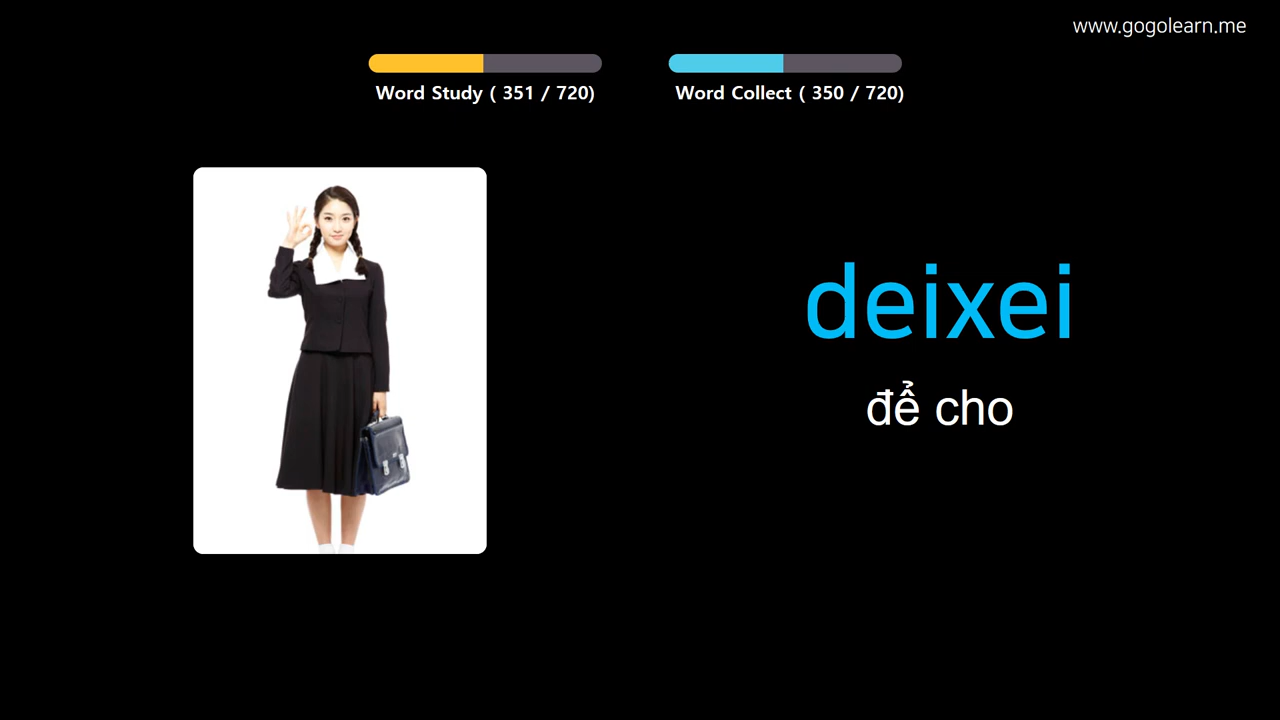 www.gogolearn.me
Word Study ( 351 / 720)
Word Collect ( 350 / 720)
deixei
để cho